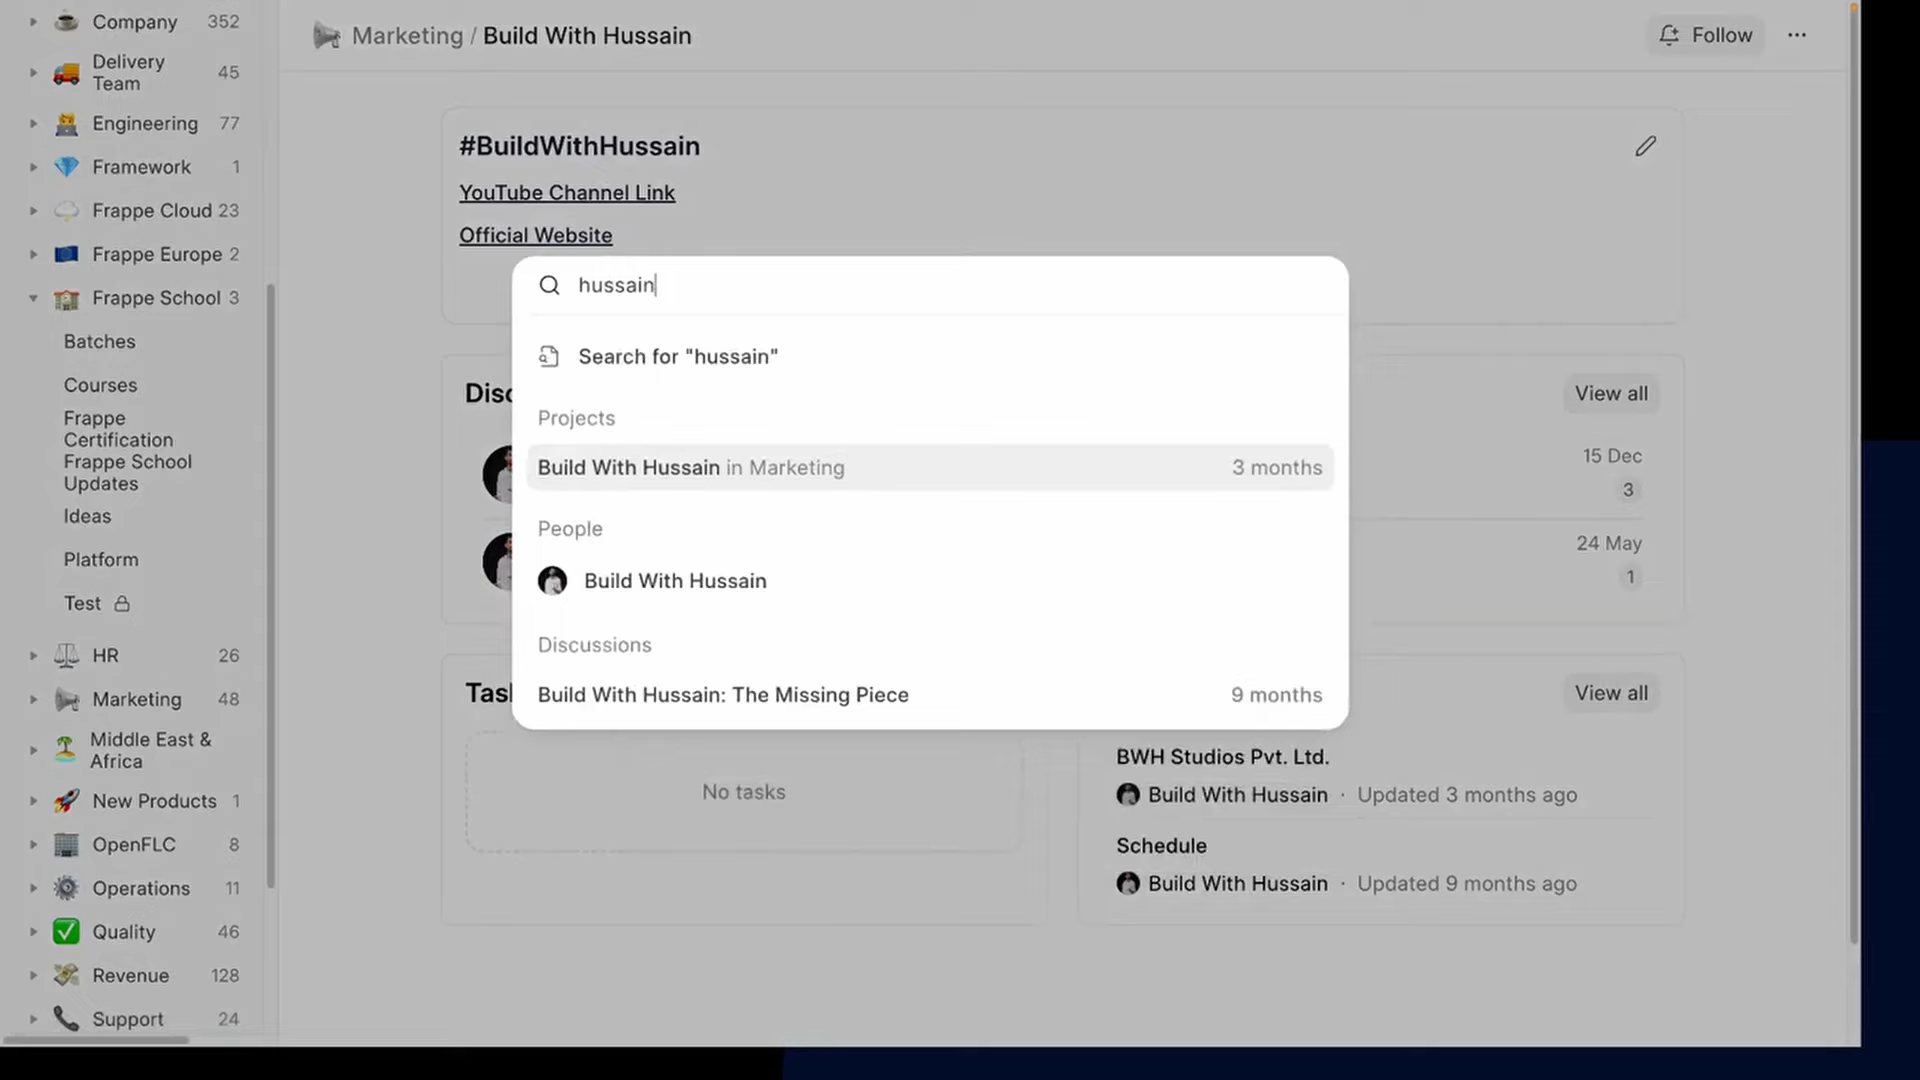 Company 352
Delivery
Team
45
Engineering 77
Framework 1
Frappe Cloud 23
Frappe Europe 2
Frappe School 3
Batches
Courses
Frappe
Certification
Frappe School
Updates
Ideas
Platform
Test
HR 26
Marketing 48
Middle East &
Africa
New Products 1
OpenFLC 8
Operations 11
Quality 46
Revenue 128
Support 24
Marketing / Build With Hussain
Follow
#BuildWithHussain
YouTube Channel Link
Official Website
hussain
Search for "hussain"
Projects
Build With Hussain in Marketing 3 months
People
Build With Hussain
Discussions
Build With Hussain: The Missing Piece 9 months
View all
15 Dec
3
24 May
1
No tasks
View all
BWH Studios Pvt. Ltd.
Build With Hussain · Updated 3 months ago
Schedule
Build With Hussain · Updated 9 months ago